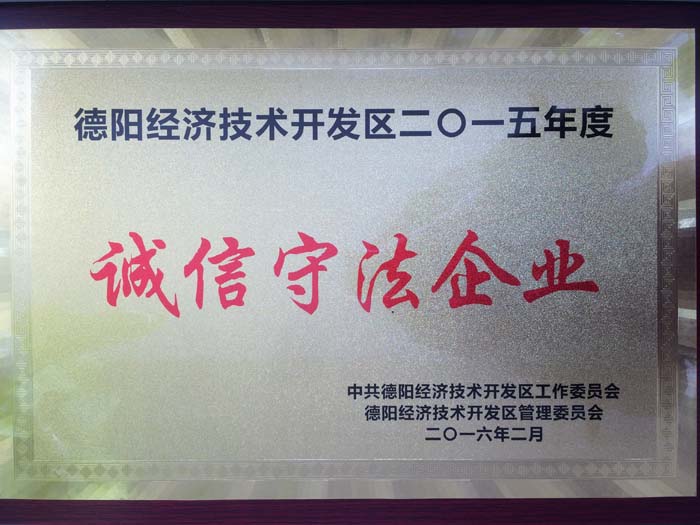 德阳经济技术开发区二〇一五年度
诚信守法企业
中共德阳经济技术开发区工作委员会
德阳经济技术开发区管理委员会
二〇一六年二月